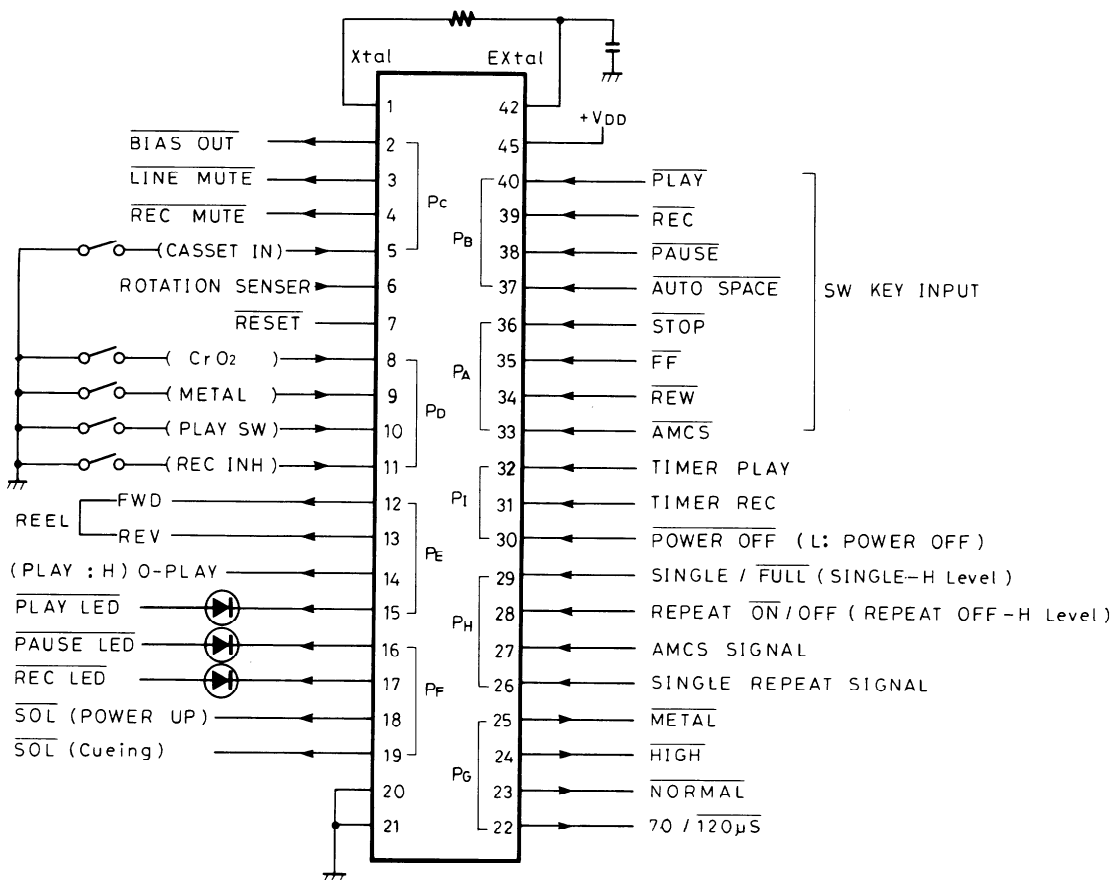 Xtal EXtal
1 42
+VDD
BIAS OUT 2 45
LINE MUTE 3 40 PLAY
REC MUTE 4 PC 39 REC
PB 38 PAUSE
(CASSET IN) 5
ROTATION SENSER 6 37 AUTO SPACE
SW KEY INPUT
RESET 7 36 STOP
(CrO2) 8 35 FF
PA
(METAL) 9 34 REW
PD
(PLAY SW) 10 33 AMCS
(REC INH) 11 32 TIMER PLAY
FWD 12 PI 31 TIMER REC
REEL
REV 13 30 POWER OFF (L: POWER OFF)
PE
(PLAY : H) O-PLAY 14 29 SINGLE / FULL (SINGLE-H Level)
PLAY LED 15 28 REPEAT ON/OFF (REPEAT OFF-H Level)
PH
PAUSE LED 16 27 AMCS SIGNAL
REC LED 17 26 SINGLE REPEAT SIGNAL
PF
SOL (POWER UP) 18 25 METAL
SOL (Cueing) 19 24 HIGH
PG
20 23 NORMAL
21 22 70 / 120µS